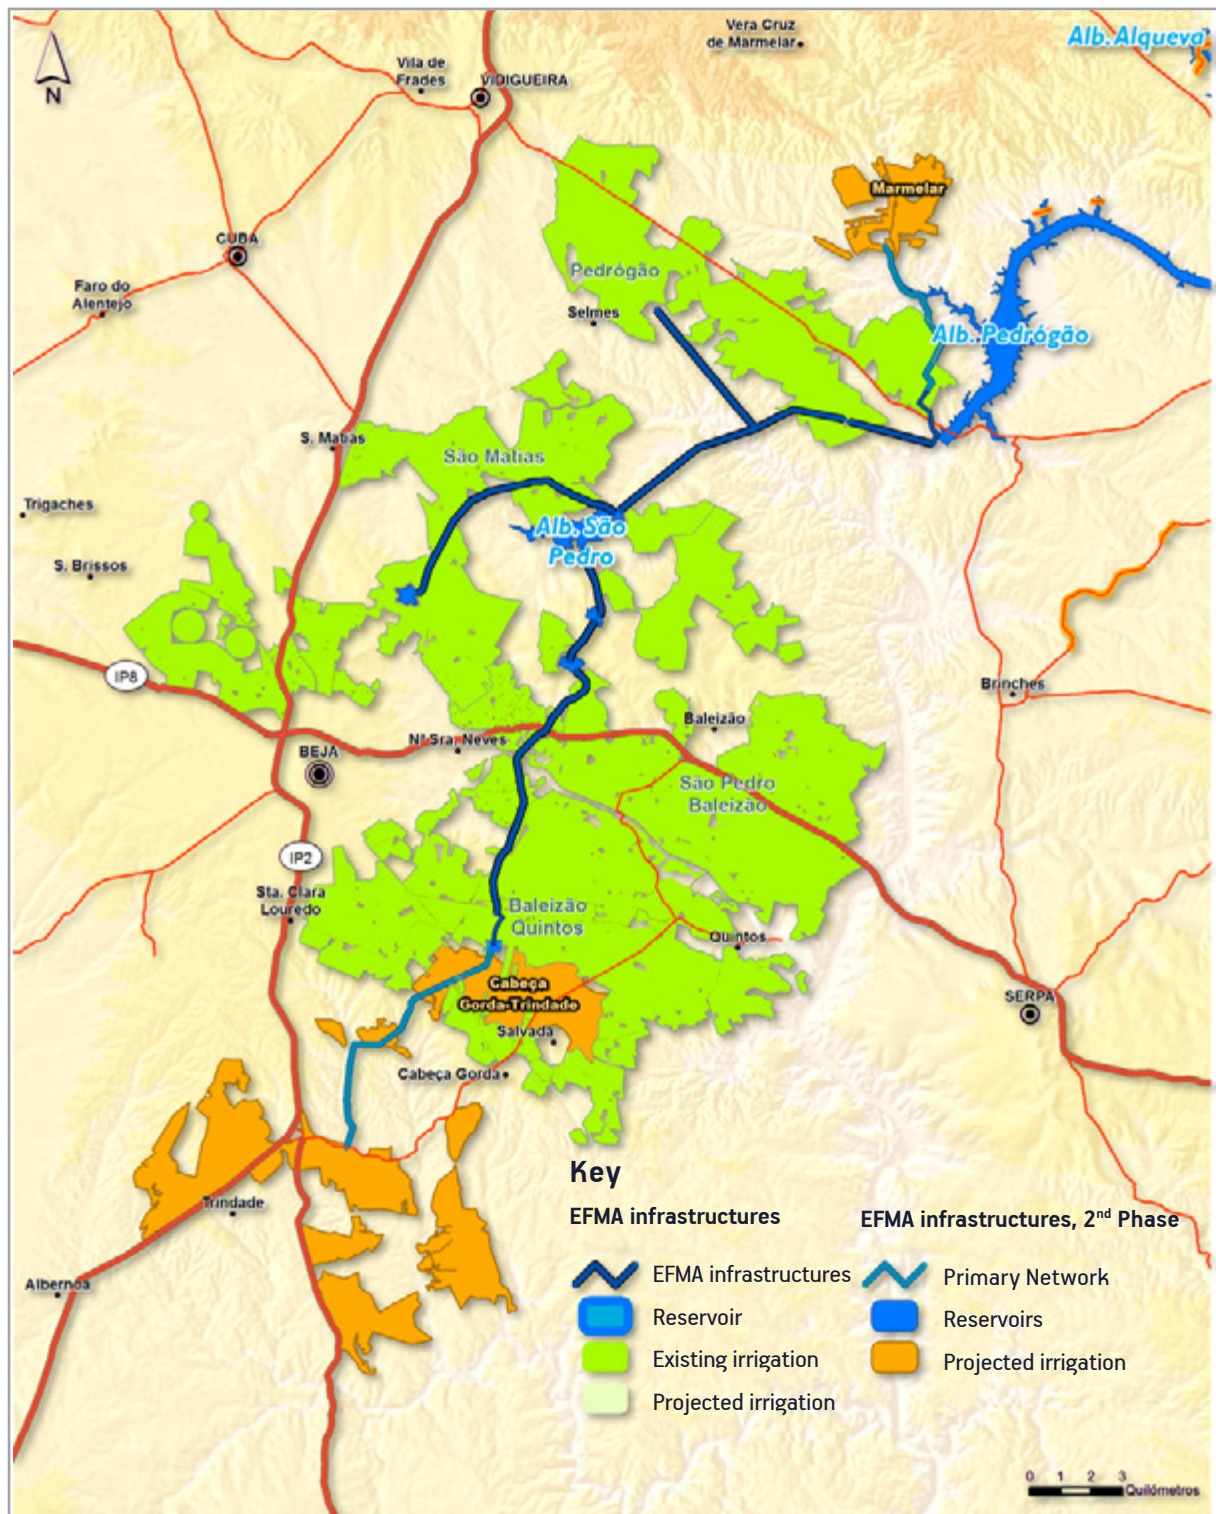 Vera Cruz
de Marmelar
Alb. Alqueva
N
Vila de
Frades
VIDIGUEIRA
Marmelar
CUBA
Pedrógão
Faro do
Alentejo
Selmes
Alb. Pedrógão
S. Matias
São Matias
Trigaches
Alb. São
Pedro
S. Brissos
IP8
Brinches
Baleizão
Nª Sra. Neves
BEJA
São Pedro
Baleizão
IP2
Sta. Clara
Louredo
Baleizão
Quintos
Quintos
Cabeça
Gorda-Trindade
SERPA
Salvada
Cabeça Gorda
Trindade
Albernoa
Key
EFMA infrastructures
EFMA infrastructures
Reservoir
Existing irrigation
Projected irrigation
EFMA infrastructures, 2nd Phase
Primary Network
Reservoirs
Projected irrigation
0 1 2 3
Quilómetros